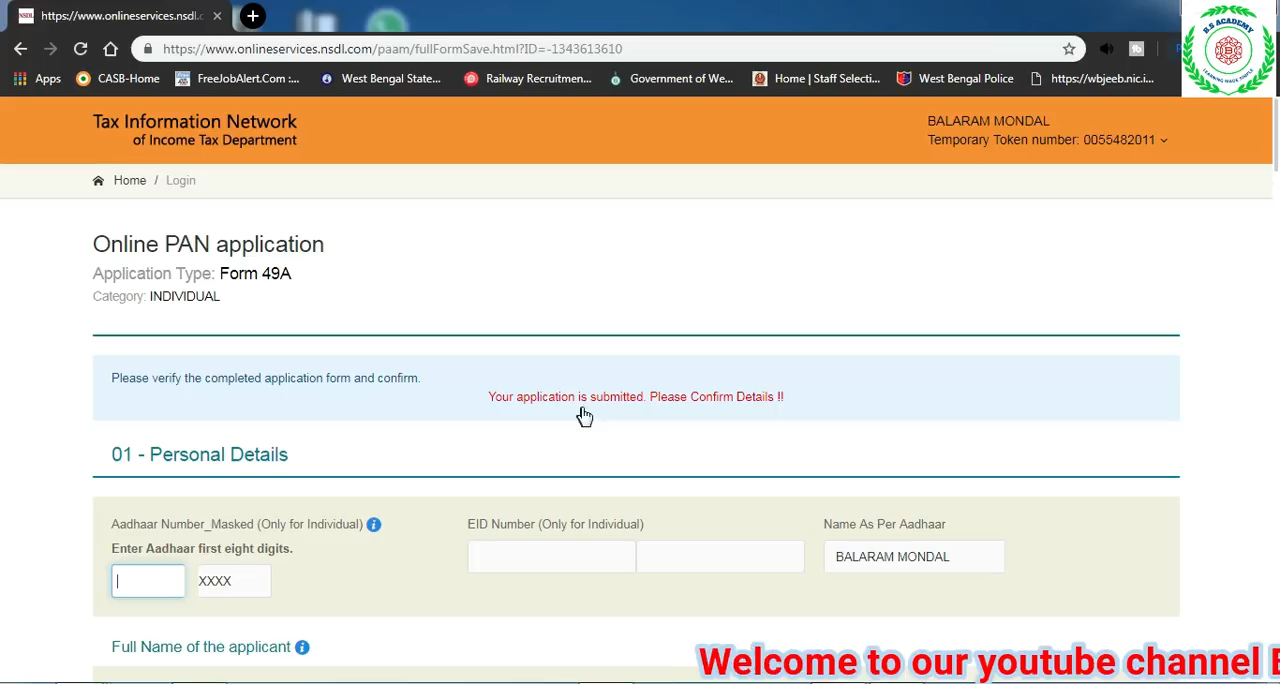 https://www.onlineservices.nsdl.c
https://www.onlineservices.nsdl.com/paam/fullFormSave.html?ID=-1343613610
Apps CASB-Home FreeJobAlert.Com :... West Bengal State... Railway Recruitmen... Government of We... Home | Staff Selecti... West Bengal Police https://wbjeeb.nic.i...
B.S ACADEMY
LEARNING MADE SIMPLE
Tax Information Network
of Income Tax Department
BALARAM MONDAL
Temporary Token number: 0055482011
Home / Login
Online PAN application
Application Type: Form 49A
Category: INDIVIDUAL
Please verify the completed application form and confirm.
Your application is submitted. Please Confirm Details !!
01 - Personal Details
Aadhaar Number_Masked (Only for Individual) EID Number (Only for Individual) Name As Per Aadhaar
Enter Aadhaar first eight digits.
BALARAM MONDAL
XXXX
Full Name of the applicant
Welcome to our youtube channel